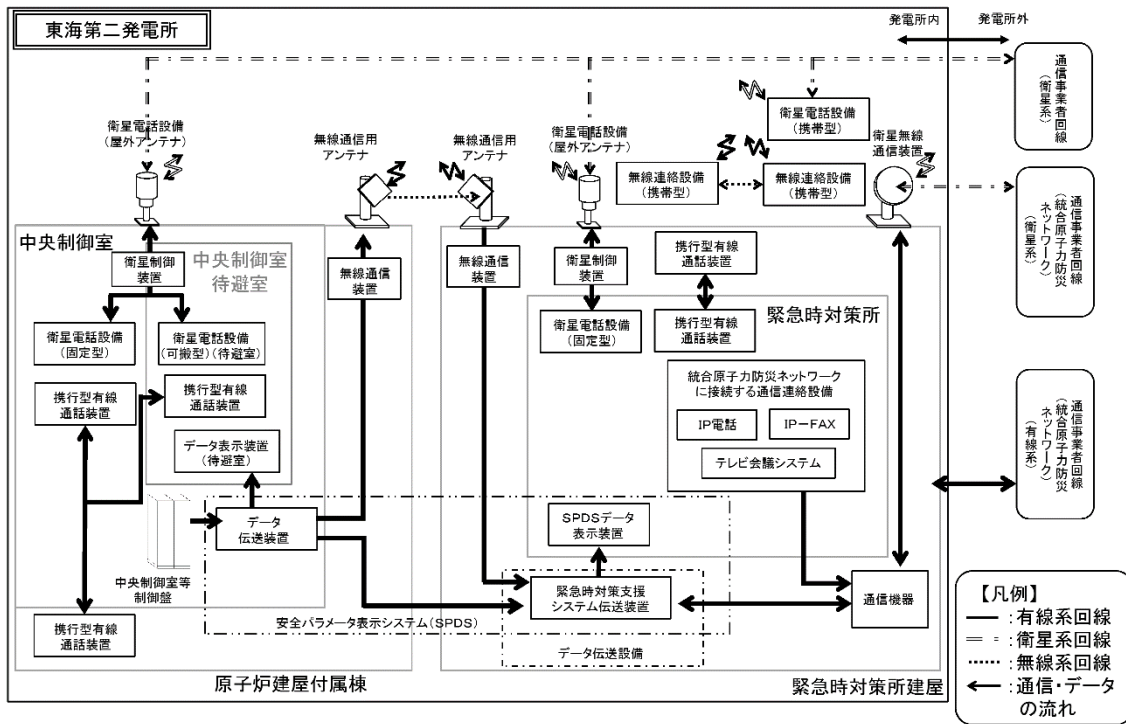 東海第二発電所
発電所内
発電所外
通信事業者回線
(衛星系)
衛星電話設備
(携帯型)
衛星電話設備
(屋外アンテナ)
無線通信用
アンテナ
無線通信用
アンテナ
衛星電話設備
(屋外アンテナ)
衛星無線
通信装置
無線連絡設備
(携帯型)
無線連絡設備
(携帯型)
通信事業者回線
(統合原子力防災
ネットワーク)
(衛星系)
中央制御室
中央制御室
待避室
衛星制御
装置
無線通信
装置
無線通信
装置
衛星制御
装置
携行型有線
通話装置
緊急時対策所
衛星電話設備
(固定型)
衛星電話設備
(可搬型)(待避室)
衛星電話設備
(固定型)
携行型有線
通話装置
携行型有線
通話装置
携行型有線
通話装置
統合原子力防災ネットワーク
に接続する通信連絡設備
IP電話
IP-FAX
テレビ会議システム
通信事業者回線
(統合原子力防災
ネットワーク)
(有線系)
データ表示装置
(待避室)
データ
伝送装置
SPDSデータ
表示装置
中央制御室等
制御盤
緊急時対策支援
システム伝送装置
通信機器
携行型有線
通話装置
安全パラメータ表示システム(SPDS)
データ伝送設備
原子炉建屋付属棟
緊急時対策所建屋
【凡例】
:有線系回線
:衛星系回線
:無線系回線
:通信・データ
の流れ